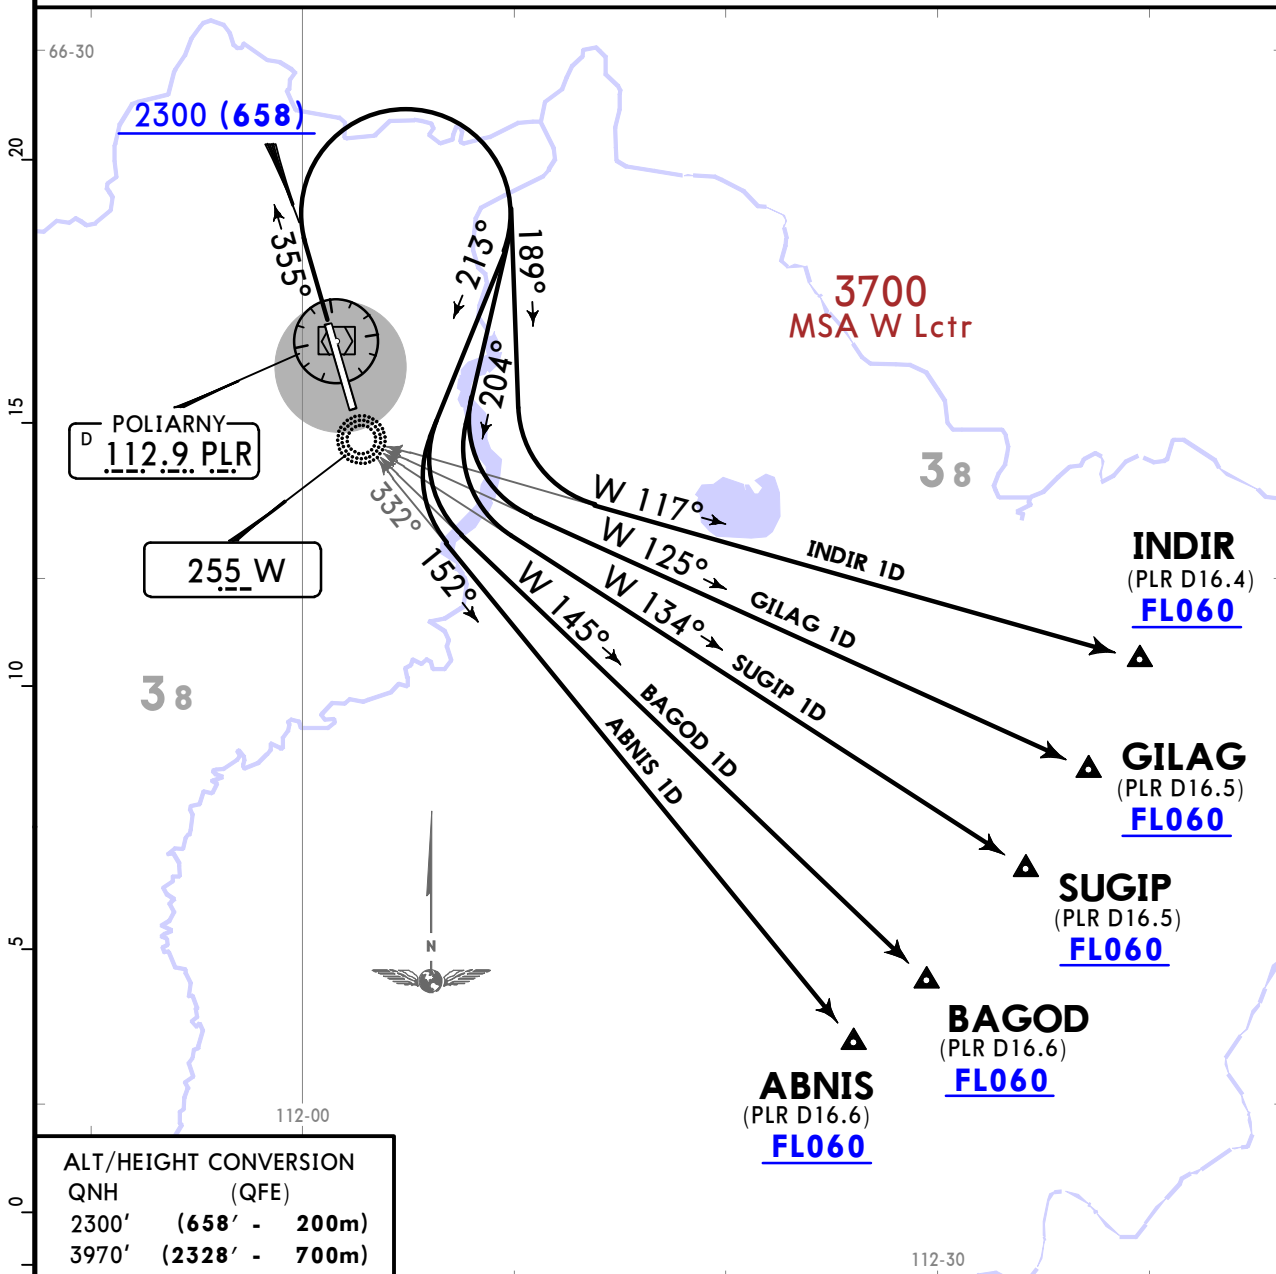 66-30
2300 (658)
20
355°
213°
189°
3700
MSA W Lctr
204°
15
POLIARNY
D 112.9 PLR
38
W 117°
332°
W 125°
INDIR 1D
INDIR
(PLR D16.4)
FL060
255 W
152°
W 145°
W 134°
GILAG 1D
SUGIP 1D
10
38
BAGOD 1D
ABNIS 1D
GILAG
(PLR D16.5)
FL060
SUGIP
(PLR D16.5)
FL060
5
N
BAGOD
(PLR D16.6)
FL060
ABNIS
(PLR D16.6)
FL060
112-00
ALT/HEIGHT CONVERSION
QNH (QFE)
2300' (658' - 200m)
3970' (2328' - 700m)
0
112-30